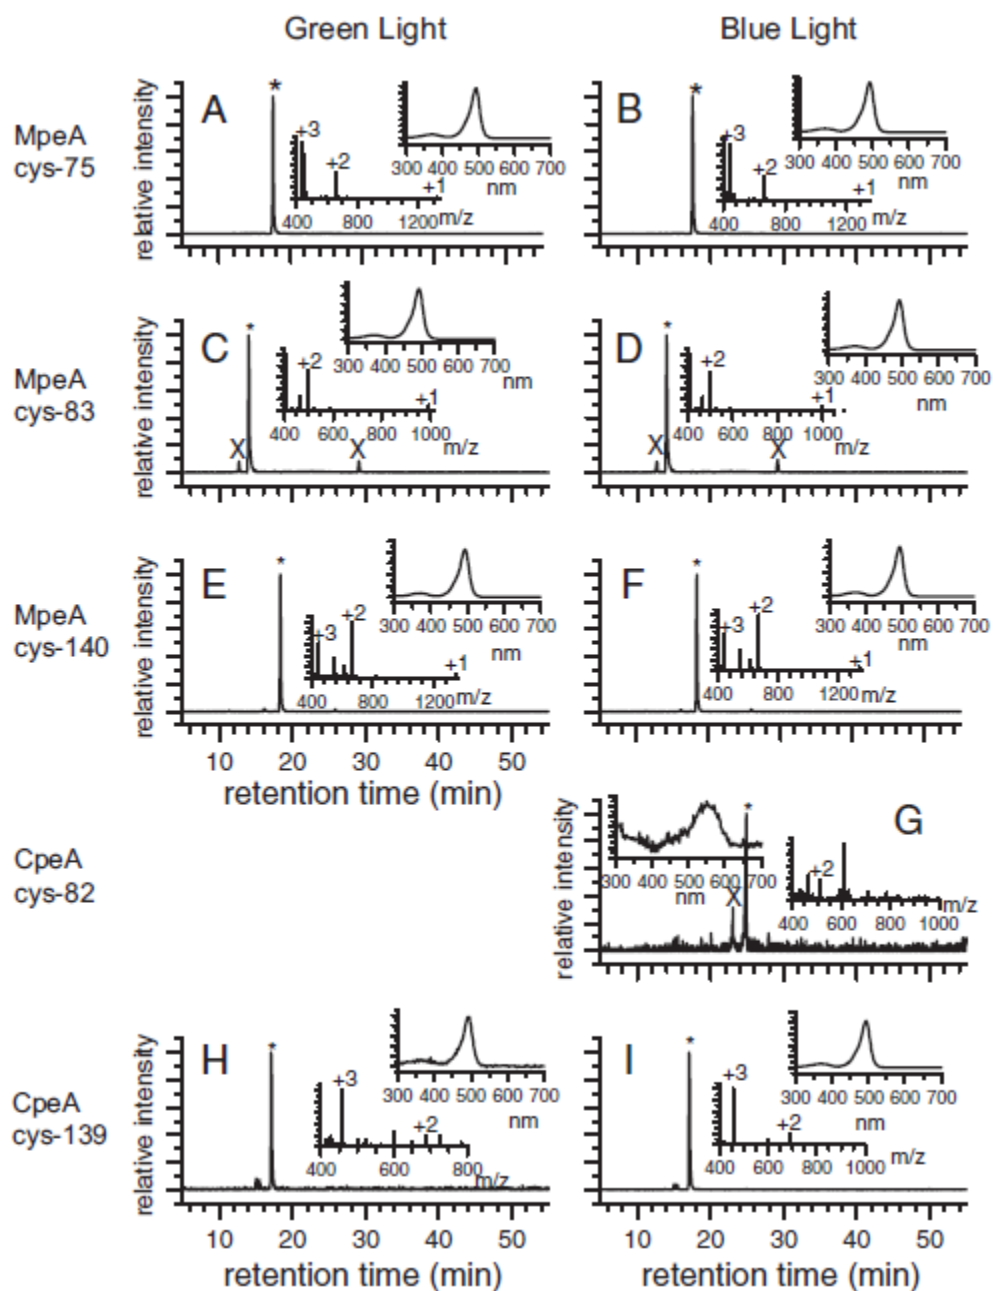 Green Light Blue Light
MpeA
cys-75
relative intensity
A
*
+3
+2
+1
400 800 1200 m/z
300 400 500 600 700
nm
relative intensity
B
*
+3
+2
+1
400 800 1200 m/z
300 400 500 600 700
nm
MpeA
cys-83
relative intensity
C
*
X
X
+2
+1
400 600 800 1000
m/z
300 400 500 600 700
nm
relative intensity
D
*
X
X
+2
+1
400 600 800 1000
m/z
300 400 500 600 700
nm
MpeA
cys-140
relative intensity
E
*
+3
+2
+1
400 800 1200 m/z
300 400 500 600 700
nm
10 20 30 40 50
retention time (min)
relative intensity
F
*
+3
+2
+1
400 800 1200 m/z
300 400 500 600 700
nm
CpeA
cys-82
relative intensity
G
*
X
300 400 500 600 700
nm
+2
400 600 800 1000 m/z
CpeA
cys-139
relative intensity
H
*
+3
+2
400 600 800
m/z
300 400 500 600 700
nm
10 20 30 40 50
retention time (min)
relative intensity
I
*
+3
+2
400 600 800 1000 m/z
300 400 500 600 700
nm
10 20 30 40 50
retention time (min)